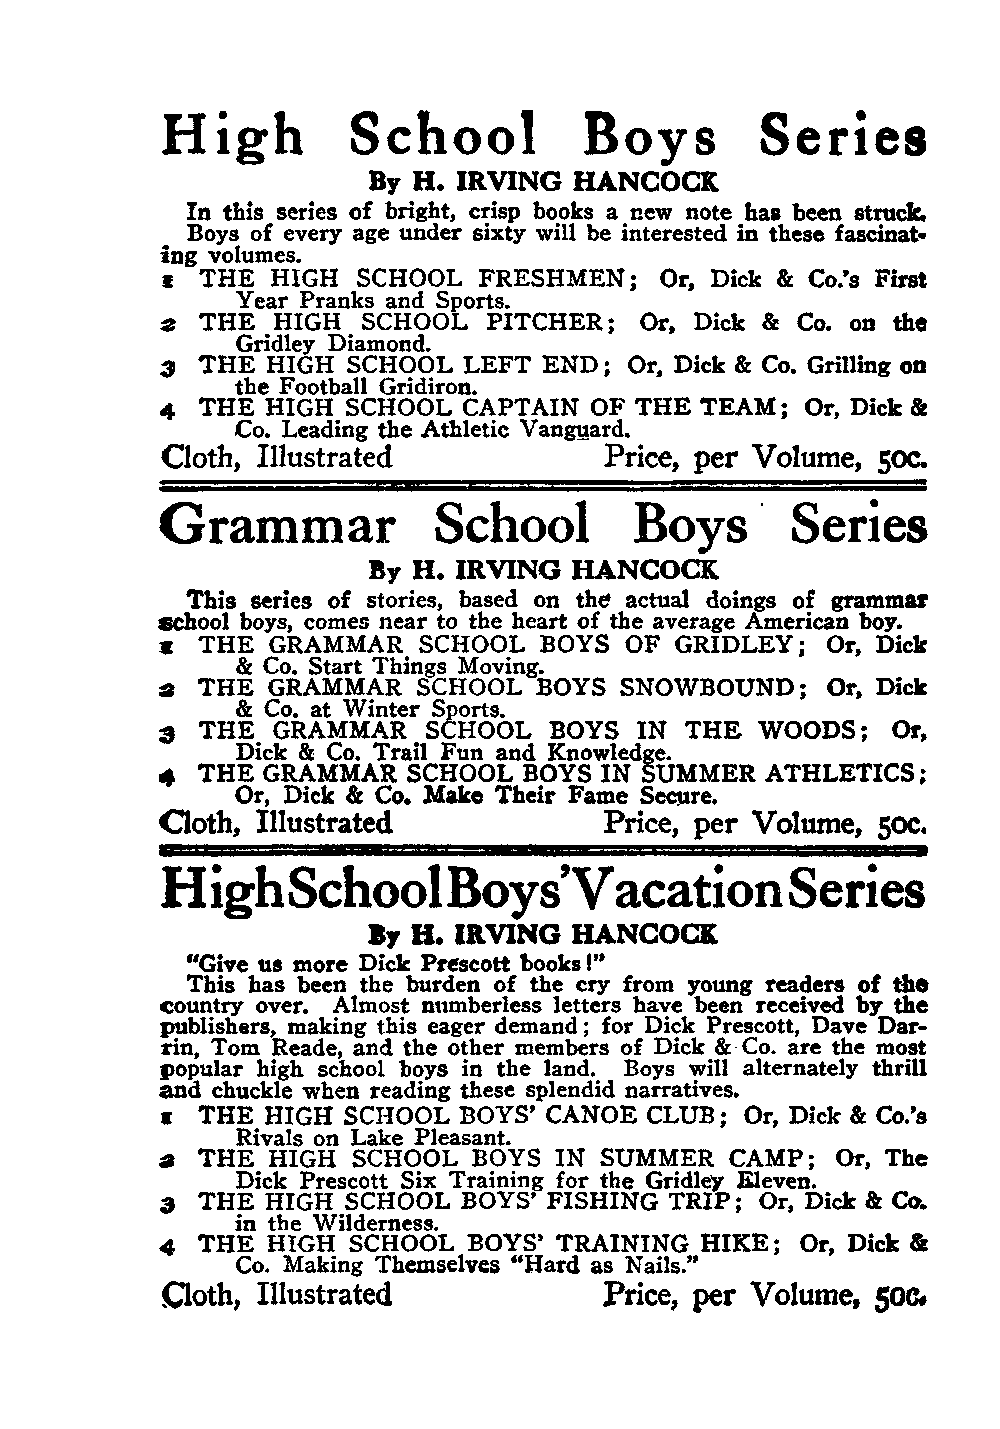 High School Boys Series
By H. IRVING HANCOCK
In this series of bright, crisp books a new note has been struck.
Boys of every age under sixty will be interested in these fascinat-
ing volumes.
1 THE HIGH SCHOOL FRESHMEN; Or, Dick & Co.'s First
Year Pranks and Sports.
2 THE HIGH SCHOOL PITCHER; Or, Dick & Co. on the
Gridley Diamond.
3 THE HIGH SCHOOL LEFT END; Or, Dick & Co. Grilling on
the Football Gridiron.
4 THE HIGH SCHOOL CAPTAIN OF THE TEAM; Or, Dick &
Co. Leading the Athletic Vanguard.
Cloth, Illustrated Price, per Volume, 50c.
Grammar School Boys Series
By H. IRVING HANCOCK
This series of stories, based on the actual doings of grammar
school boys, comes near to the heart of the average American boy.
1 THE GRAMMAR SCHOOL BOYS OF GRIDLEY; Or, Dick
& Co. Start Things Moving.
2 THE GRAMMAR SCHOOL BOYS SNOWBOUND; Or, Dick
& Co. at Winter Sports.
3 THE GRAMMAR SCHOOL BOYS IN THE WOODS; Or,
Dick & Co. Trail Fun and Knowledge.
4 THE GRAMMAR SCHOOL BOYS IN SUMMER ATHLETICS;
Or, Dick & Co. Make Their Fame Secure.
Cloth, Illustrated Price, per Volume, 50c.
High School Boys' Vacation Series
By H. IRVING HANCOCK
"Give us more Dick Prescott books!"
This has been the burden of the cry from young readers of the
country over. Almost numberless letters have been received by the
publishers, making this eager demand; for Dick Prescott, Dave Dar-
rin, Tom Reade, and the other members of Dick & Co. are the most
popular high school boys in the land. Boys will alternately thrill
and chuckle when reading these splendid narratives.
1 THE HIGH SCHOOL BOYS' CANOE CLUB; Or, Dick & Co.'s
Rivals on Lake Pleasant.
2 THE HIGH SCHOOL BOYS IN SUMMER CAMP; Or, The
Dick Prescott Six Training for the Gridley Eleven.
3 THE HIGH SCHOOL BOYS' FISHING TRIP; Or, Dick & Co.
in the Wilderness.
4 THE HIGH SCHOOL BOYS' TRAINING HIKE; Or, Dick &
Co. Making Themselves "Hard as Nails."
Cloth, Illustrated Price, per Volume, 50c.